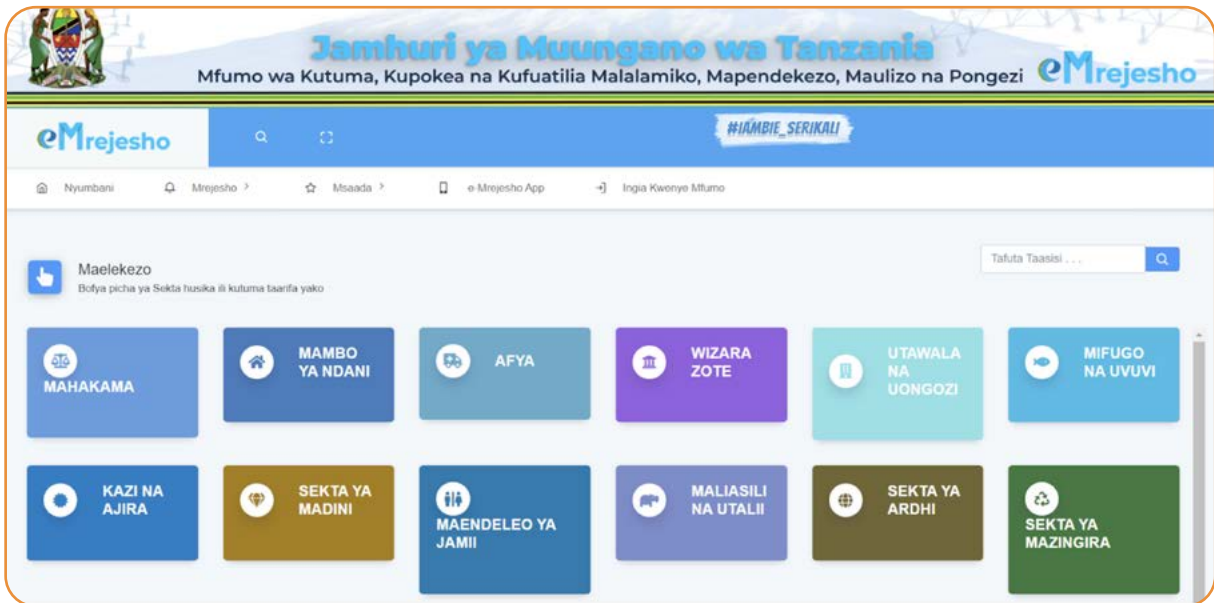 Jamhuri ya Muungano wa Tanzania
Mfumo wa Kutuma, Kupokea na Kufuatilia Malalamiko, Mapendekezo, Maulizo na Pongezi
eMrejesho
eMrejesho
#IAMBIE_SERIKALI
Nyumbani
Mrejesho >
Msaada >
e-Mrejesho App
Ingia Kwenye Mfumo
Maelekezo
Bofya picha ya Sekta husika ili kutuma taarifa yako
Tafuta Taasisi . . .
MAHAKAMA
MAMBO
YA NDANI
AFYA
WIZARA
ZOTE
UTAWALA
NA
UONGOZI
MIFUGO
NA UVUVI
KAZI NA
AJIRA
SEKTA YA
MADINI
MAENDELEO YA
JAMII
MALIASILI
NA UTALII
SEKTA YA
ARDHI
SEKTA YA
MAZINGIRA